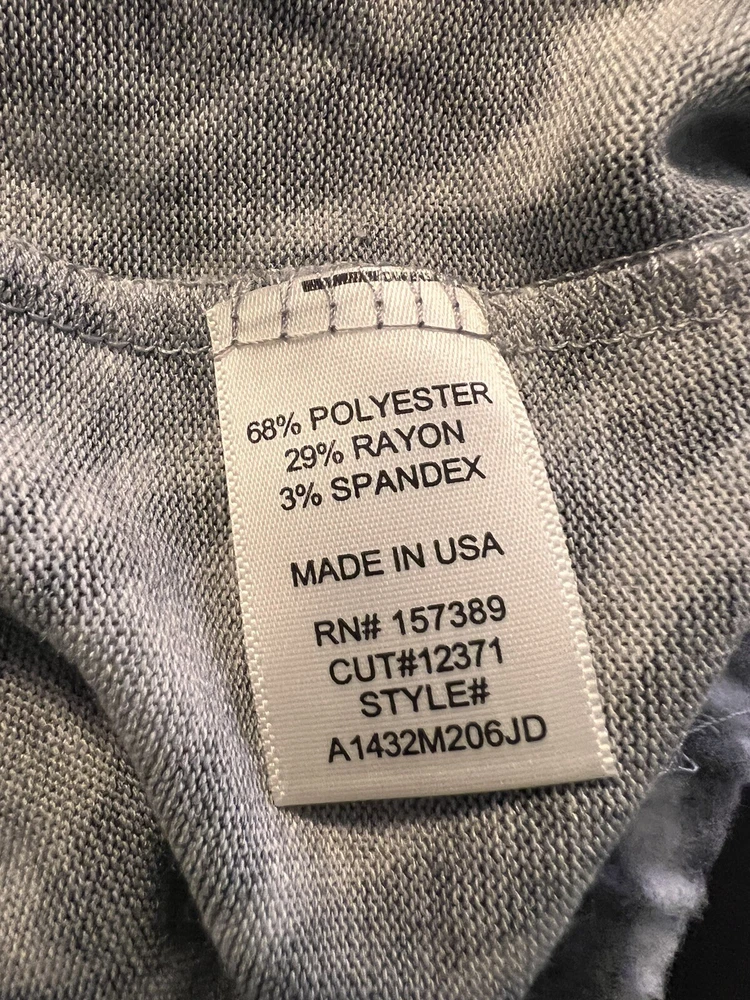 68% POLYESTER
29% RAYON
3% SPANDEX
MADE IN USA
RN# 157389
CUT#12371
STYLE#
A1432M206JD